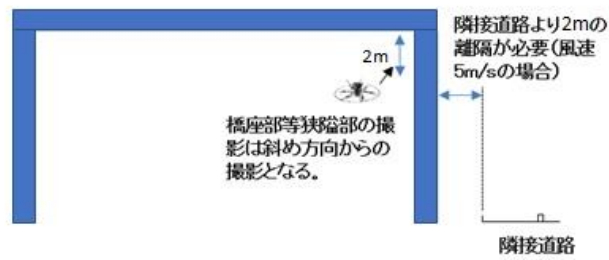 隣接道路より2mの
離隔が必要(風速
5m/sの場合)
2m
橋座部等狭隘部の撮
影は斜め方向からの
撮影となる。
隣接道路